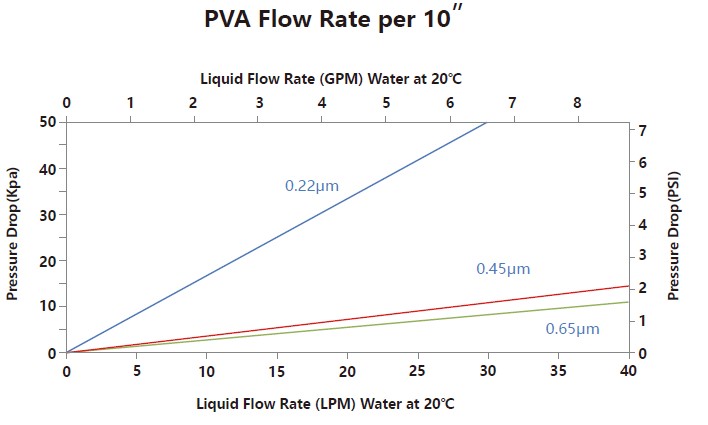 PVA Flow Rate per 10″
Liquid Flow Rate (GPM) Water at 20℃
0 1 2 3 4 5 6 7 8
50
40
30
20
10
0
Pressure Drop(Kpa)
0.22μm
0.45μm
0.65μm
7
6
5
4
3
2
1
0
Pressure Drop(PSI)
0 5 10 15 20 25 30 35 40
Liquid Flow Rate (LPM) Water at 20℃